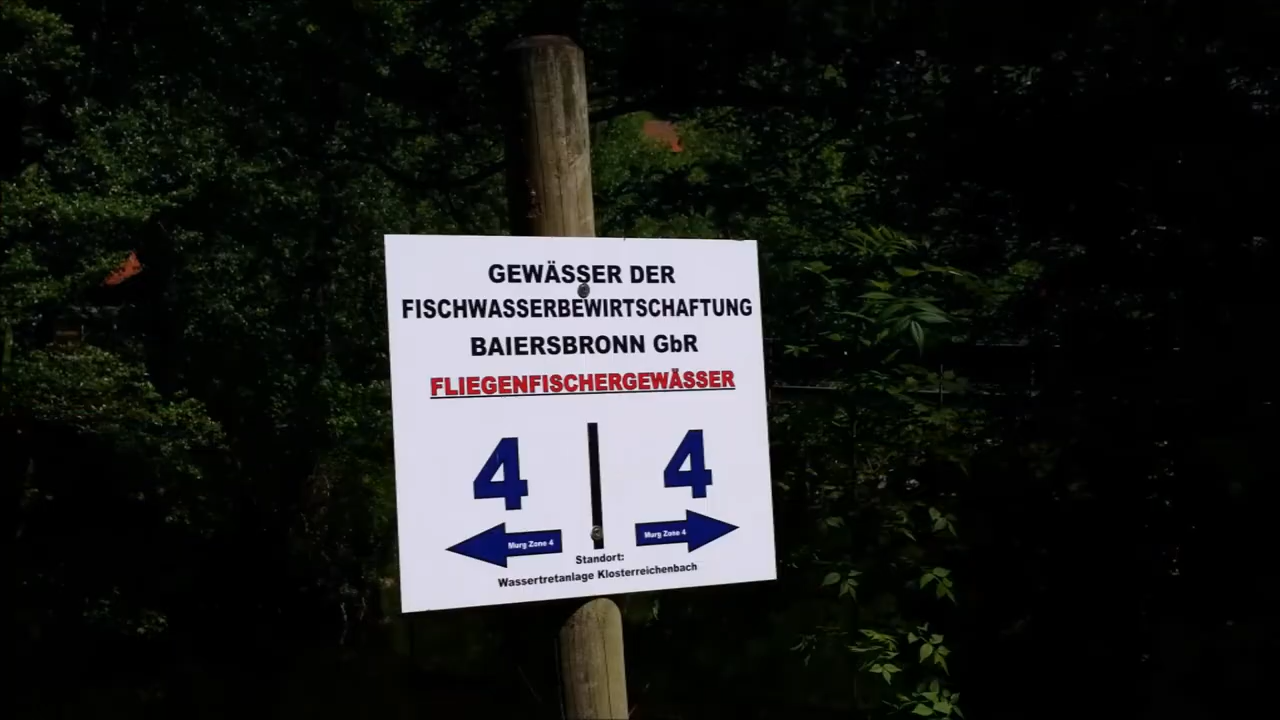 GEWÄSSER DER
FISCHWASSERBEWIRTSCHAFTUNG
BAIERSBRONN GbR
FLIEGENFISCHERGEWÄSSER
4 4
Murg Zone 4 Murg Zone 4
Standort:
Wassertretanlage Klosterreichenbach